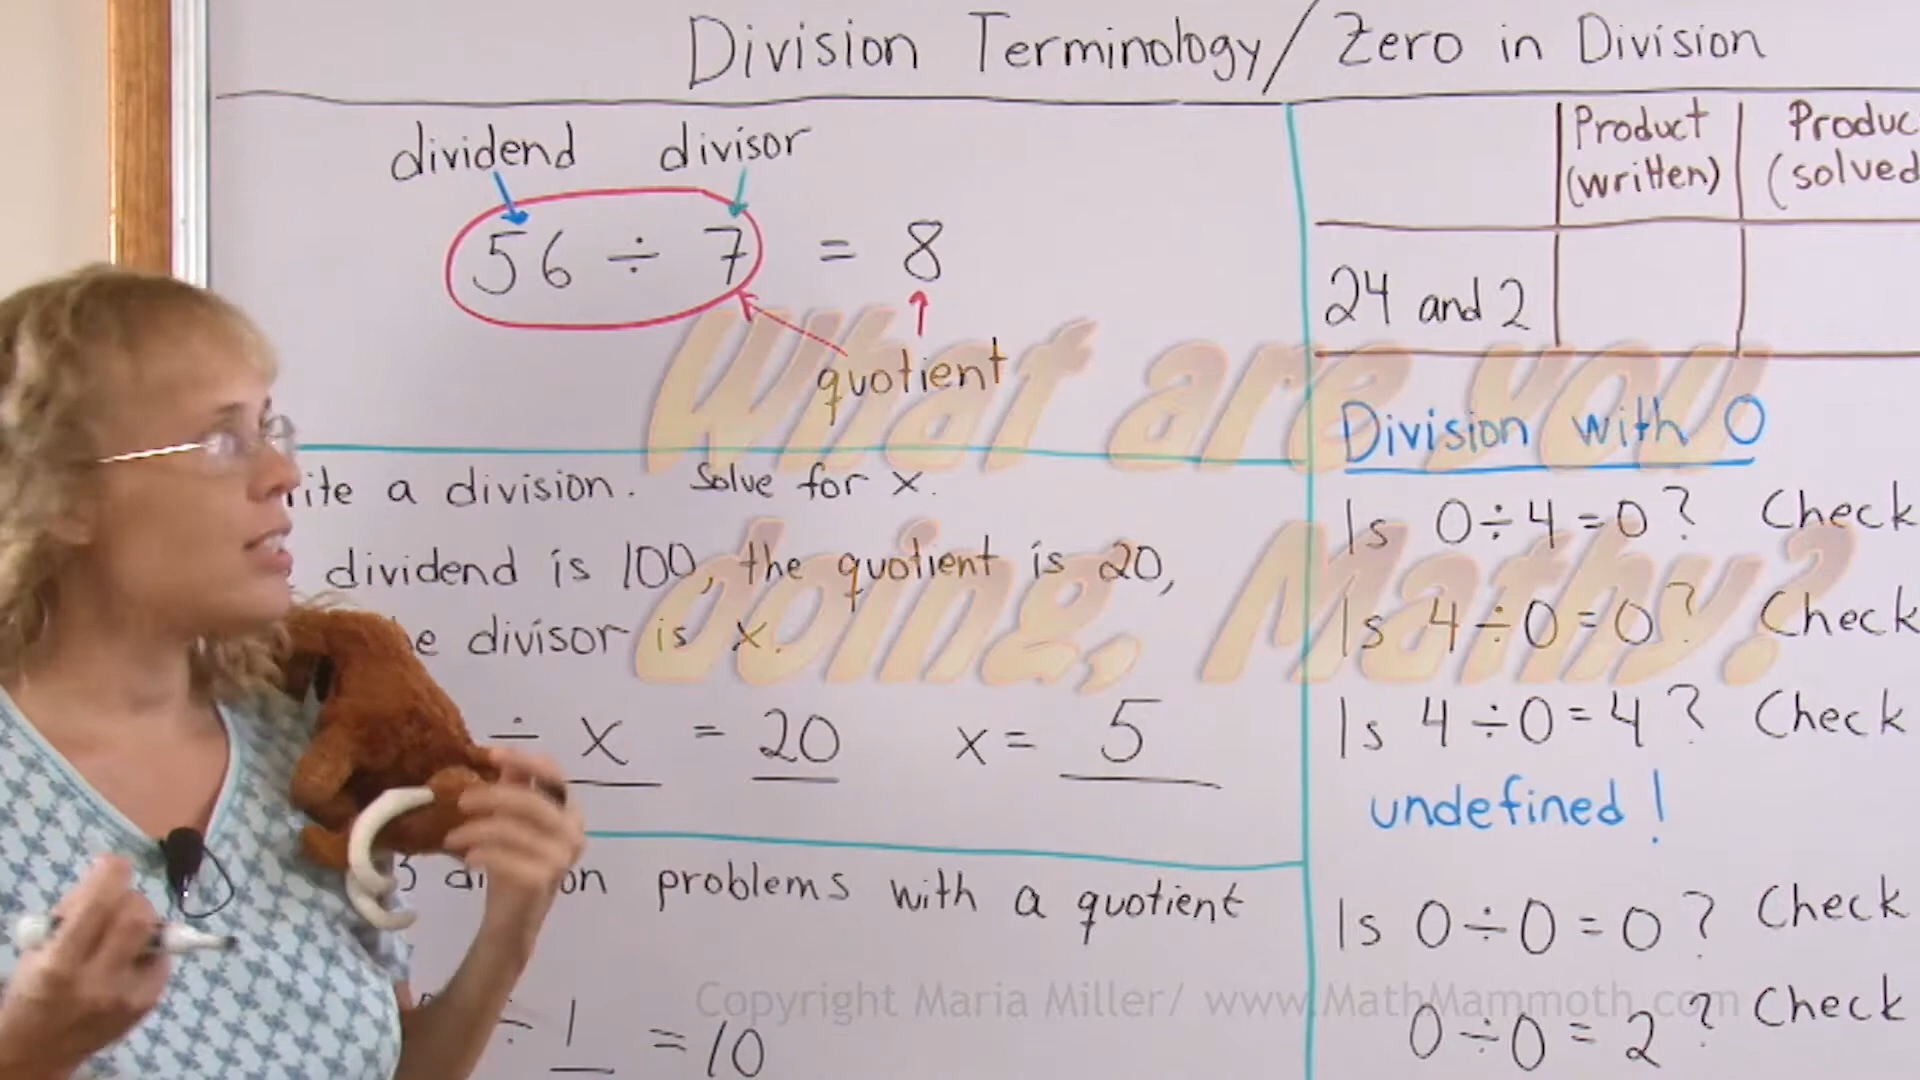 Division Terminology/Zero in Division
dividend divisor
56 ÷ 7 = 8
quotient
rite a division. Solve for x.
dividend is 100, the quotient is 20,
e divisor is x.
÷ x = 20 x = 5
problems with a quotient
÷ 1 = 10
Product
(written)
Produc
(solved
24 and 2
Division with 0
Is 0÷4=0? Check
Is 4÷0=0? Check
Is 4÷0=4? Check
undefined!
Is 0÷0=0? Check
0÷0=2? Check
What are you
doing, Mathy?
Copyright Maria Miller/ www.MathMammoth.com